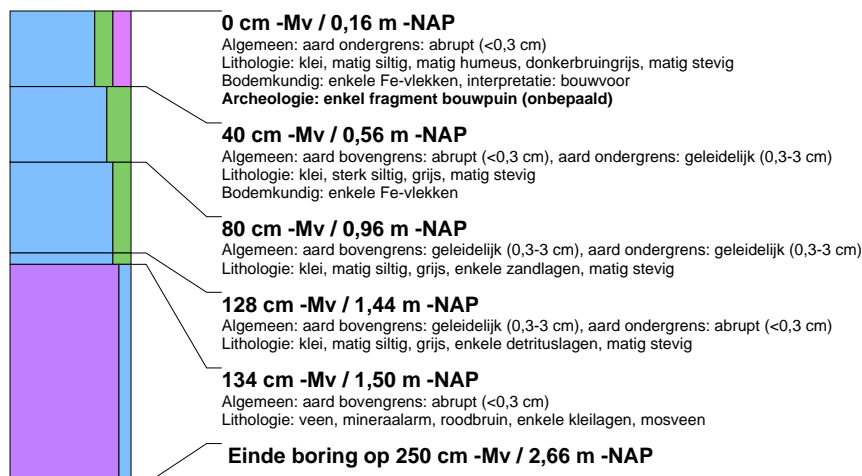 0 cm -Mv / 0,16 m -NAP
Algemeen: aard ondergrens: abrupt (<0,3 cm)
Lithologie: klei, matig siltig, matig humeus, donkerbruingrijs, matig stevig
Bodemkundig: enkele Fe-vlekken, interpretatie: bouwvoor
Archeologie: enkel fragment bouwpuin (onbepaald)
40 cm -Mv / 0,56 m -NAP
Algemeen: aard bovengrens: abrupt (<0,3 cm), aard ondergrens: geleidelijk (0,3-3 cm)
Lithologie: klei, sterk siltig, grijs, matig stevig
Bodemkundig: enkele Fe-vlekken
80 cm -Mv / 0,96 m -NAP
Algemeen: aard bovengrens: geleidelijk (0,3-3 cm), aard ondergrens: geleidelijk (0,3-3 cm)
Lithologie: klei, matig siltig, grijs, enkele zandlagen, matig stevig
128 cm -Mv / 1,44 m -NAP
Algemeen: aard bovengrens: geleidelijk (0,3-3 cm), aard ondergrens: abrupt (<0,3 cm)
Lithologie: klei, matig siltig, grijs, enkele detrituslagen, matig stevig
134 cm -Mv / 1,50 m -NAP
Algemeen: aard bovengrens: abrupt (<0,3 cm)
Lithologie: veen, mineraalarm, roodbruin, enkele kleilagen, mosveen
Einde boring op 250 cm -Mv / 2,66 m -NAP